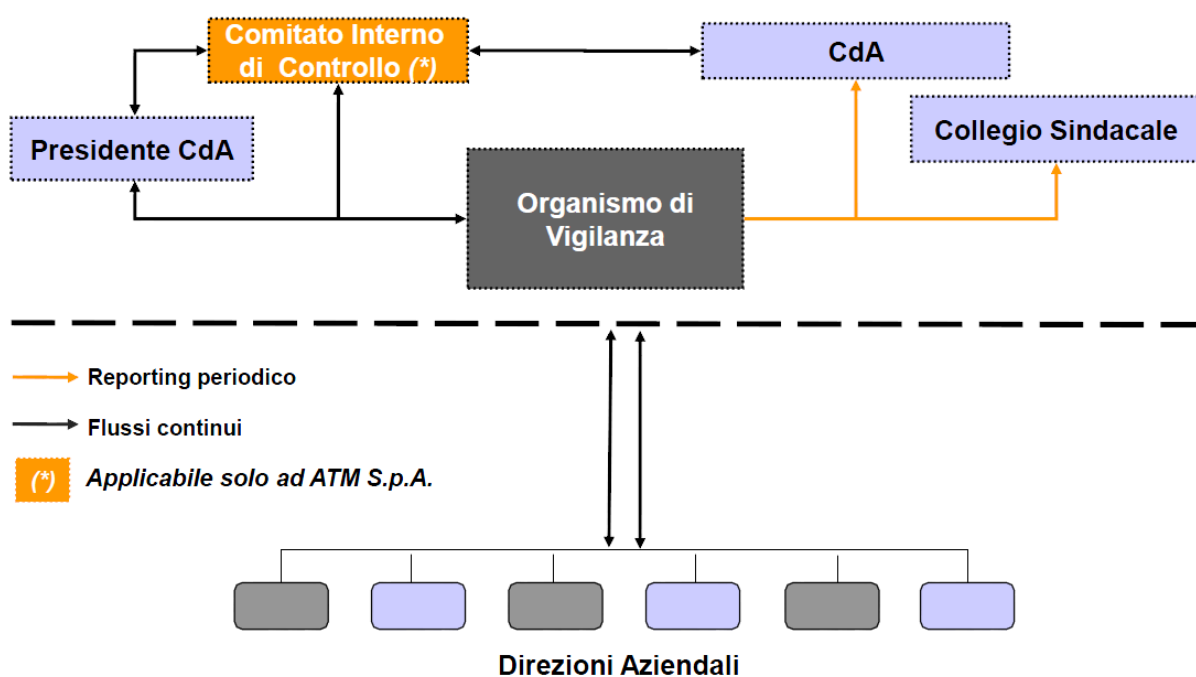 Comitato Interno
di Controllo (*)
CdA
Presidente CdA
Collegio Sindacale
Organismo di
Vigilanza
Reporting periodico
Flussi continui
(*) Applicabile solo ad ATM S.p.A.
Direzioni Aziendali